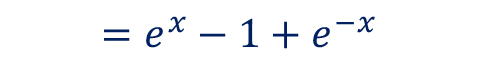 = e^x − 1 + e^{−x}